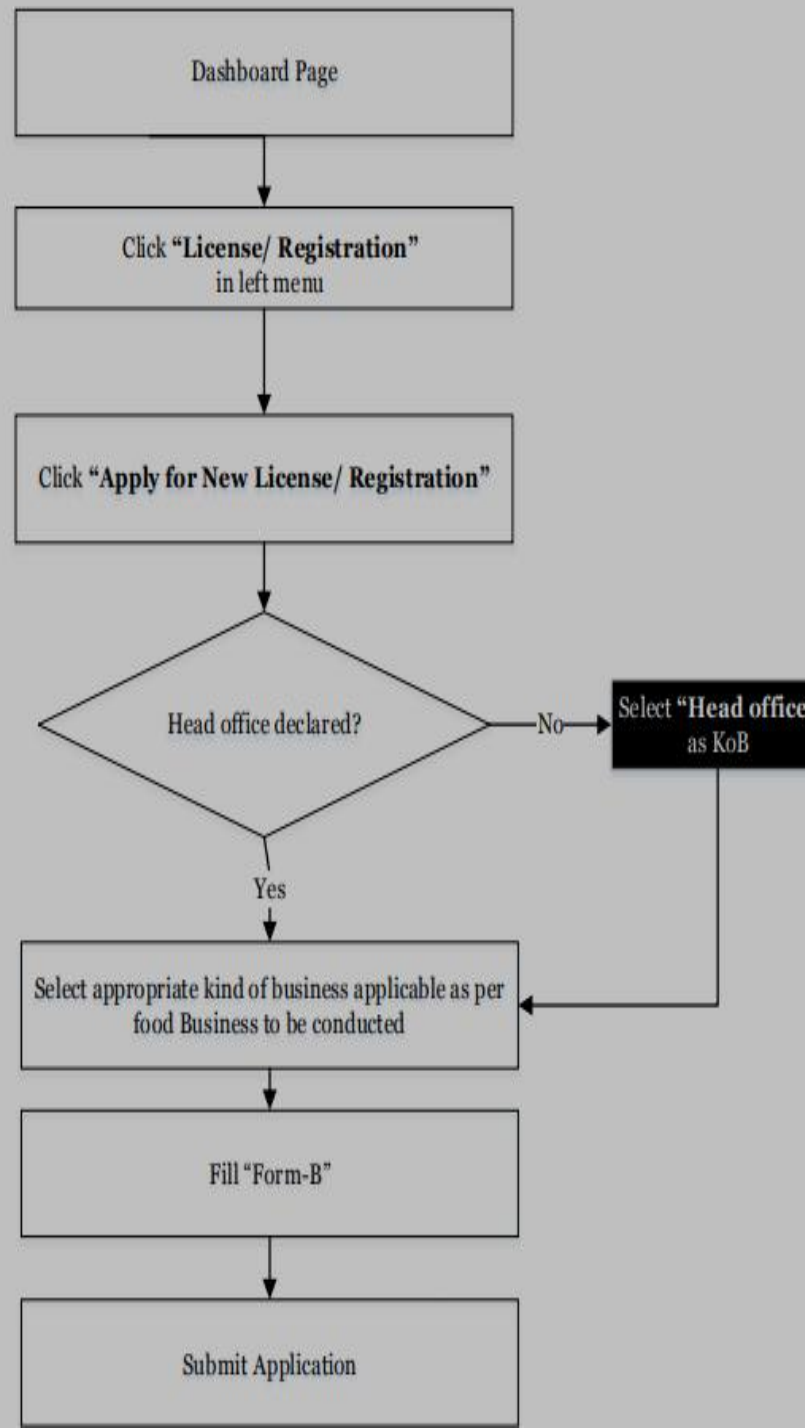 Dashboard Page
Click “License/ Registration”
in left menu
Click “Apply for New License/ Registration”
Head office declared?
No
Select “Head office
as KoB
Yes
Select appropriate kind of business applicable as per
food Business to be conducted
Fill “Form-B”
Submit Application